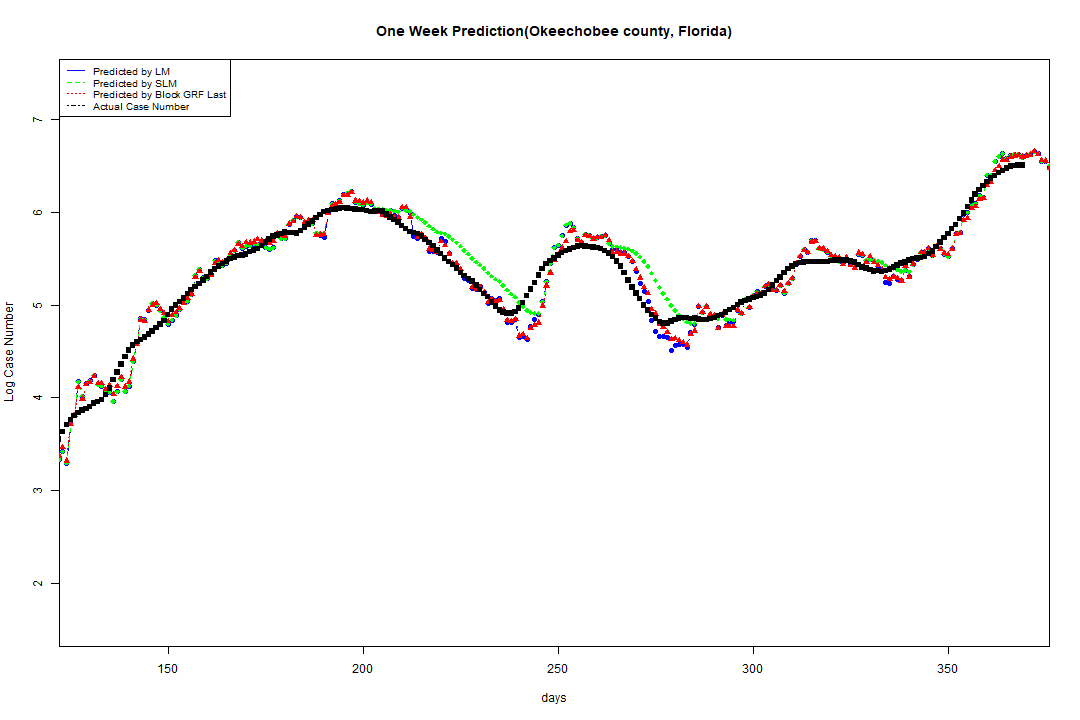 One Week Prediction(Okeechobee county, Florida)
Predicted by LM
Predicted by SLM
Predicted by Block GRF Last
Actual Case Number
7
6
5
4
3
2
Log Case Number
150 200 250 300 350
days